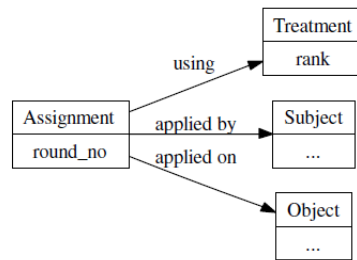 Treatment
rank
using
Assignment
round_no
applied by
applied on
Subject
...
Object
...